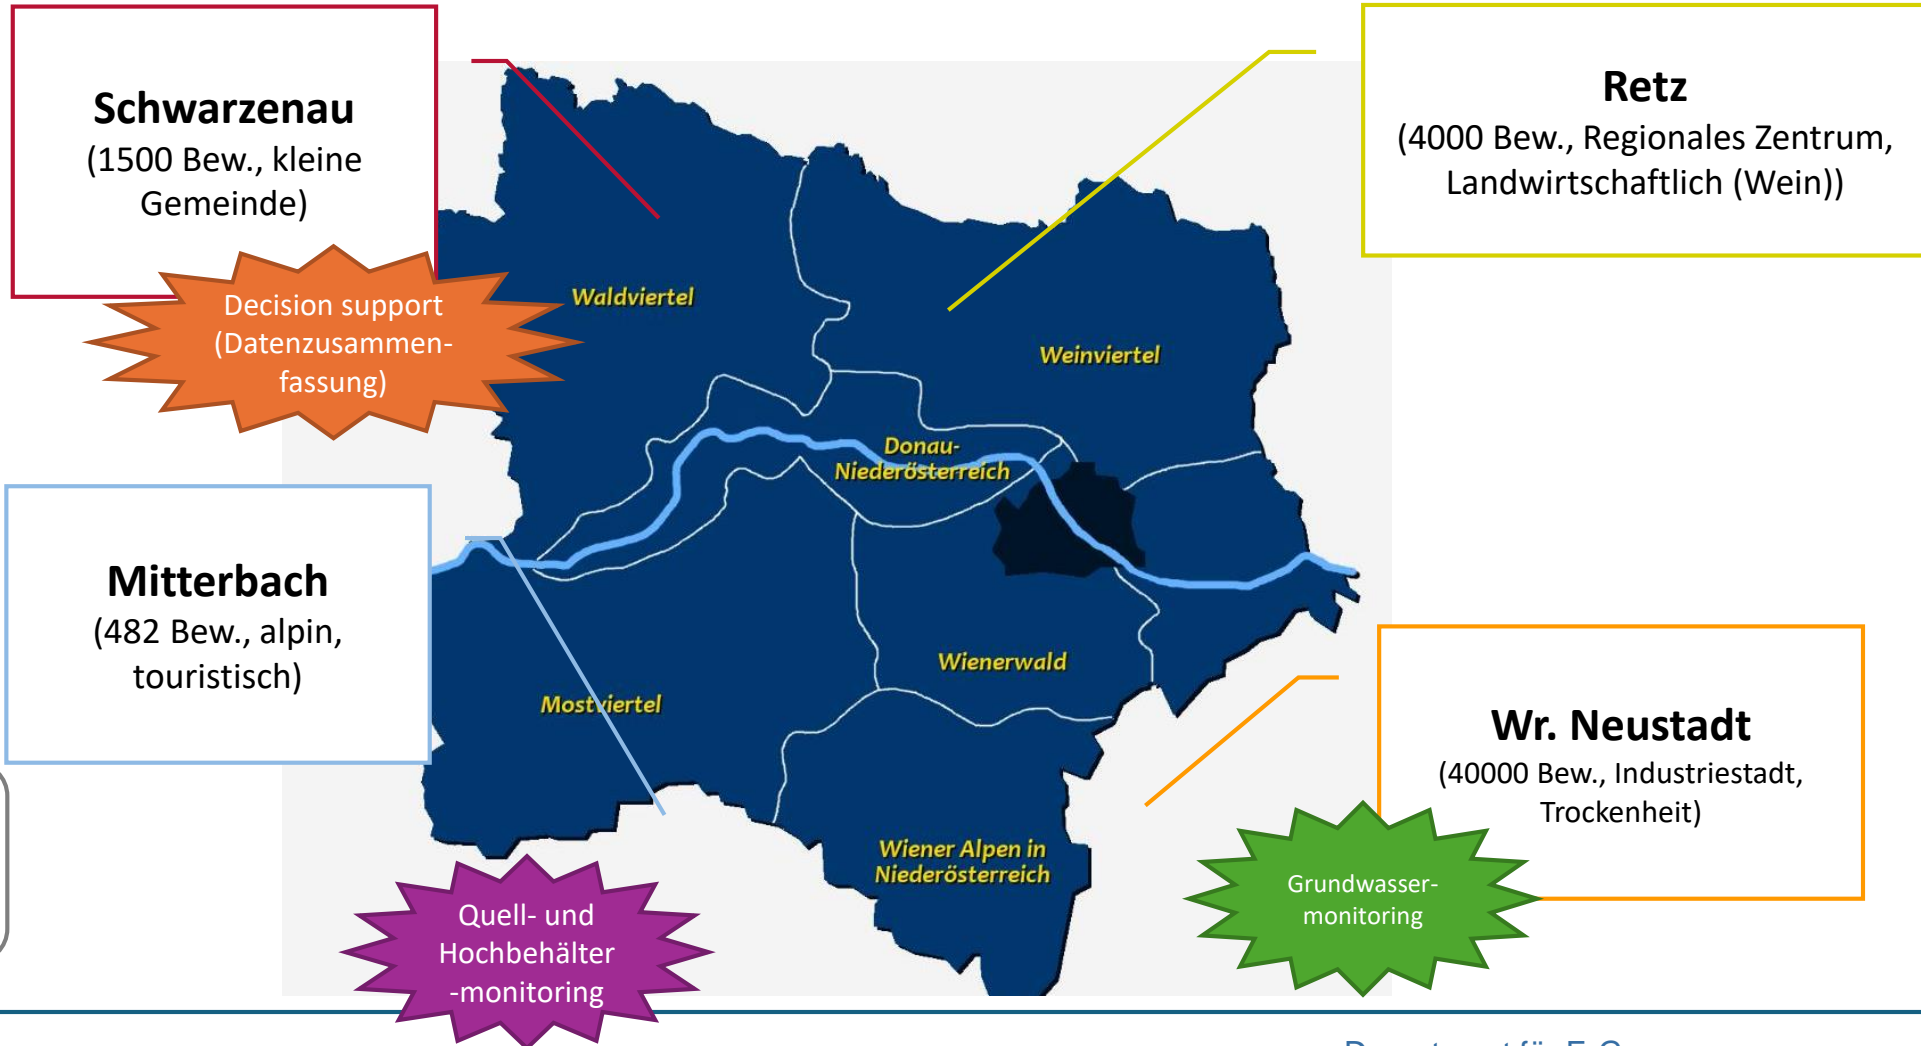 Schwarzenau
(1500 Bew., kleine
Gemeinde)
Decision support
(Datenzusammen-
fassung)
Retz
(4000 Bew., Regionales Zentrum,
Landwirtschaftlich (Wein))
Waldviertel
Weinviertel
Donau-
Niederösterreich
Mitterbach
(482 Bew., alpin,
touristisch)
Wienerwald
Mostviertel
Wr. Neustadt
(40000 Bew., Industriestadt,
Trockenheit)
Wiener Alpen in
Niederösterreich
Grundwasser-
monitoring
Quell- und
Hochbehälter
-monitoring